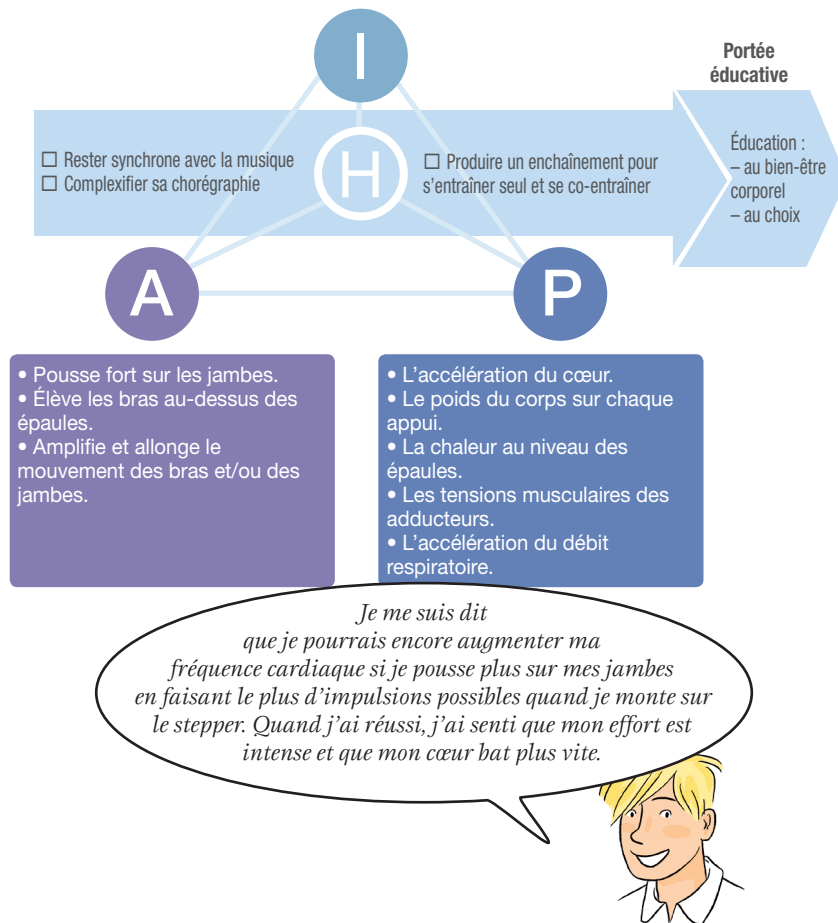 I
Portée
éducative
☐ Rester synchrone avec la musique
☐ Complexifier sa chorégraphie
H
☐ Produire un enchaînement pour
s'entraîner seul et se co-entraîner
Éducation :
– au bien-être
corporel
– au choix
A
P
• Pousse fort sur les jambes.
• Élève les bras au-dessus des
épaules.
• Amplifie et allonge le
mouvement des bras et/ou des
jambes.
• L'accélération du cœur.
• Le poids du corps sur chaque
appui.
• La chaleur au niveau des
épaules.
• Les tensions musculaires des
adducteurs.
• L'accélération du débit
respiratoire.
Je me suis dit
que je pourrais encore augmenter ma
fréquence cardiaque si je pousse plus sur mes jambes
en faisant le plus d'impulsions possibles quand je monte sur
le stepper. Quand j'ai réussi, j'ai senti que mon effort est
intense et que mon cœur bat plus vite.